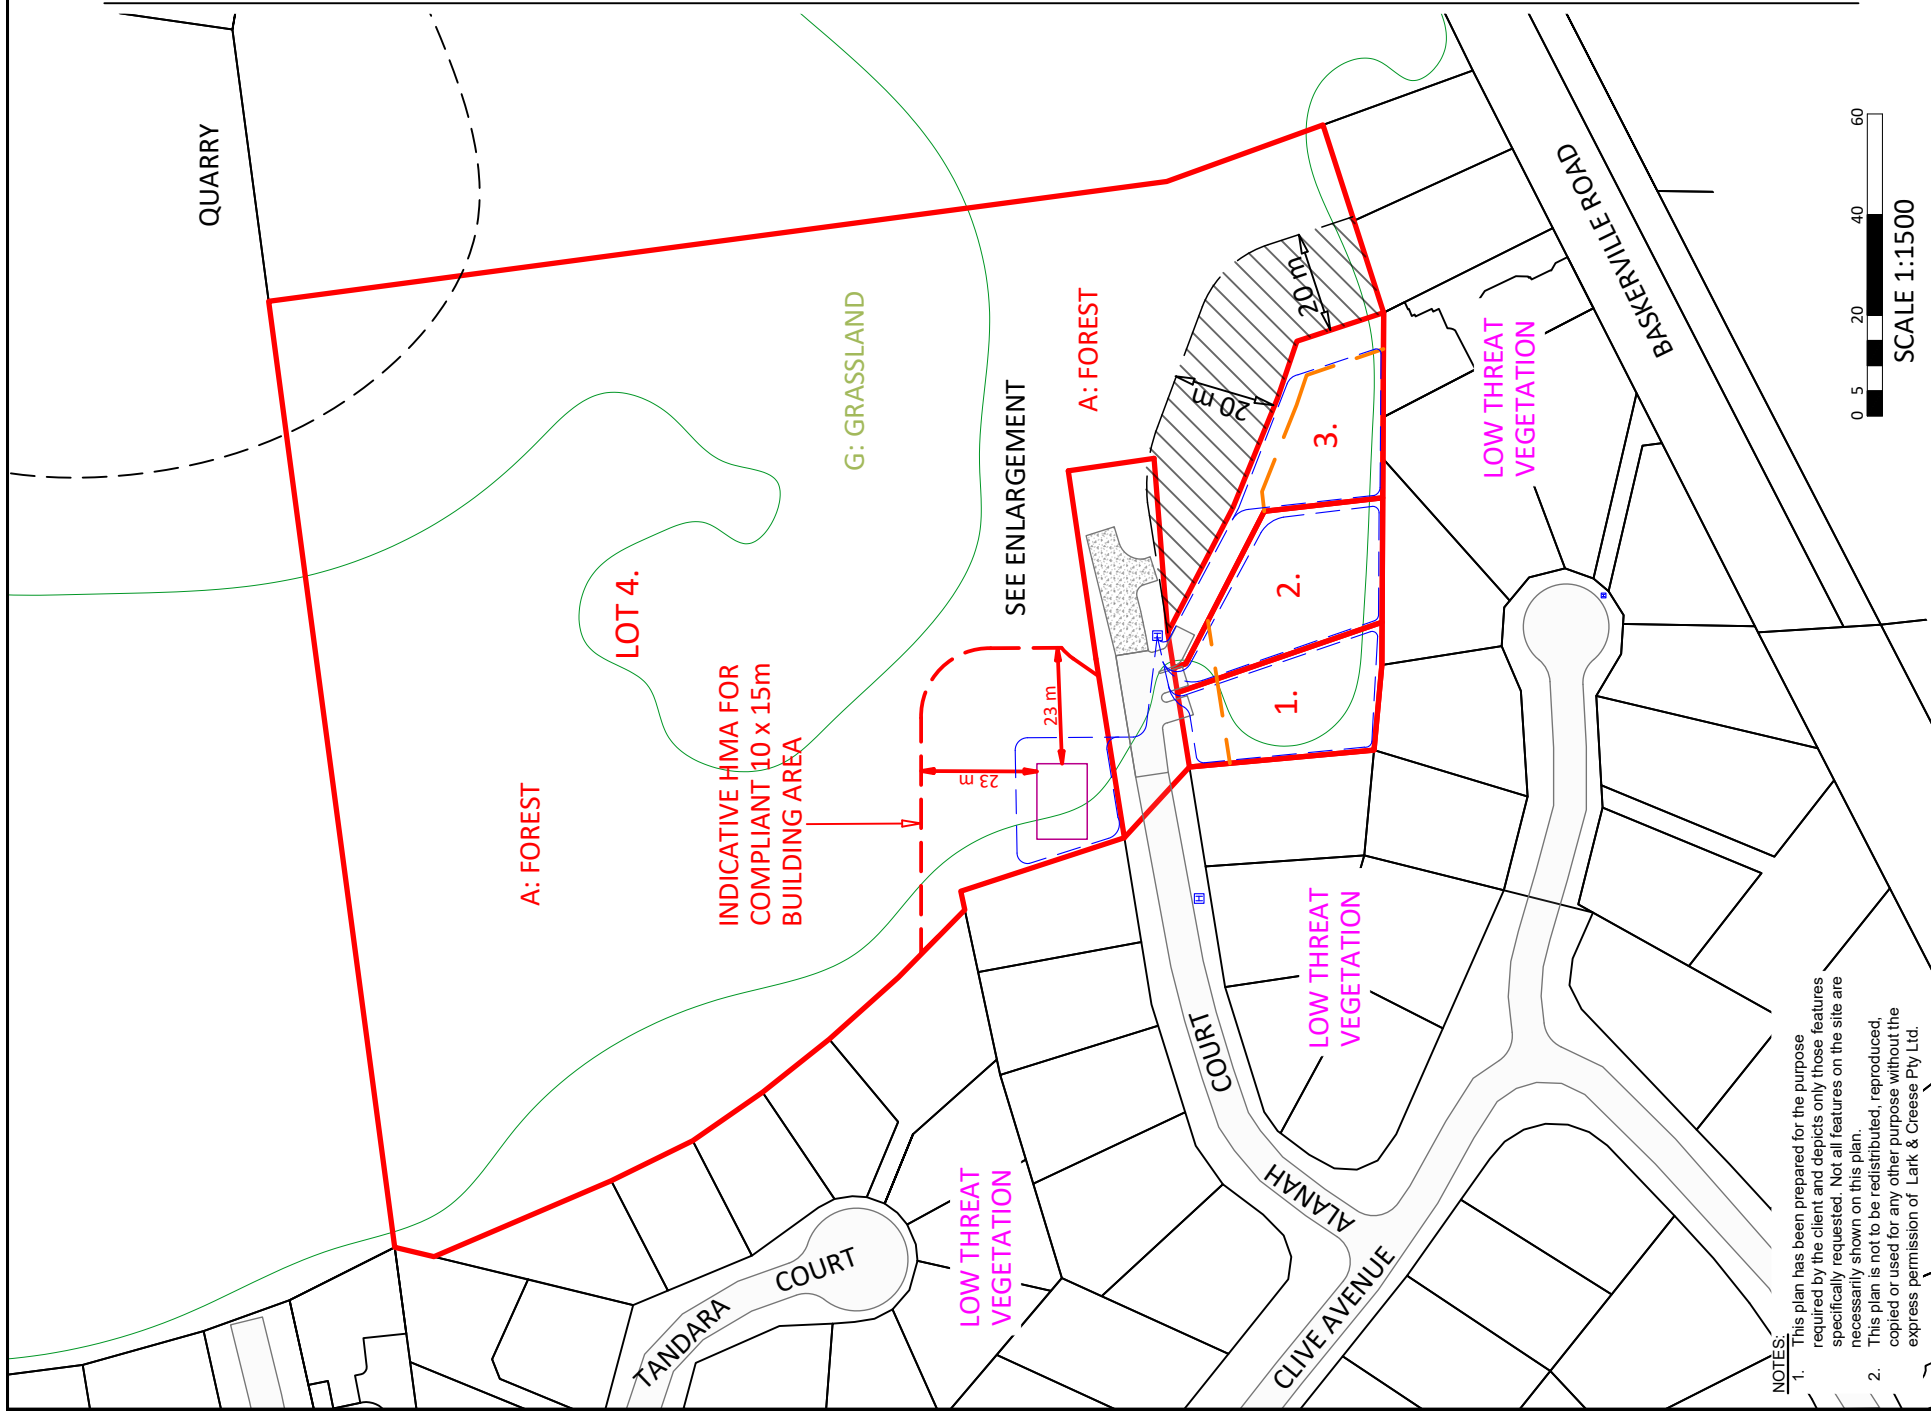 QUARRY
LOT 4.
G: GRASSLAND
A: FOREST
SEE ENLARGEMENT
A: FOREST
INDICATIVE HMA FOR
COMPLIANT 10 x 15m
BUILDING AREA
23 m
23 m
20 m
20 m
1.
2.
3.
H
H
H
LOW THREAT
VEGETATION
LOW THREAT
VEGETATION
LOW THREAT
VEGETATION
BASKERVILLE ROAD
TANDARA
COURT
ALANAH
COURT
CLIVE AVENUE
0
5
20
40
60
SCALE 1:1500
NOTES:
1. This plan has been prepared for the purpose
required by the client and depicts only those features
specifically requested. Not all features on the site are
necessarily shown on this plan.
2. This plan is not to be redistributed, reproduced,
copied or used for any other purpose without the
express permission of Lark & Creese Pty Ltd.